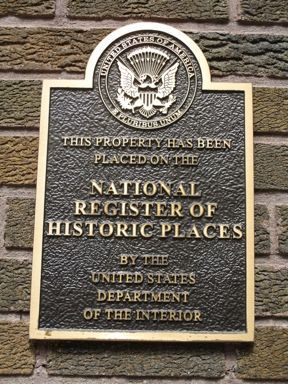 UNITED STATES OF AMERICA
E PLURIBUS UNUM
THIS PROPERTY HAS BEEN
PLACED ON THE
NATIONAL
REGISTER OF
HISTORIC PLACES
BY THE
UNITED STATES
DEPARTMENT
OF THE INTERIOR